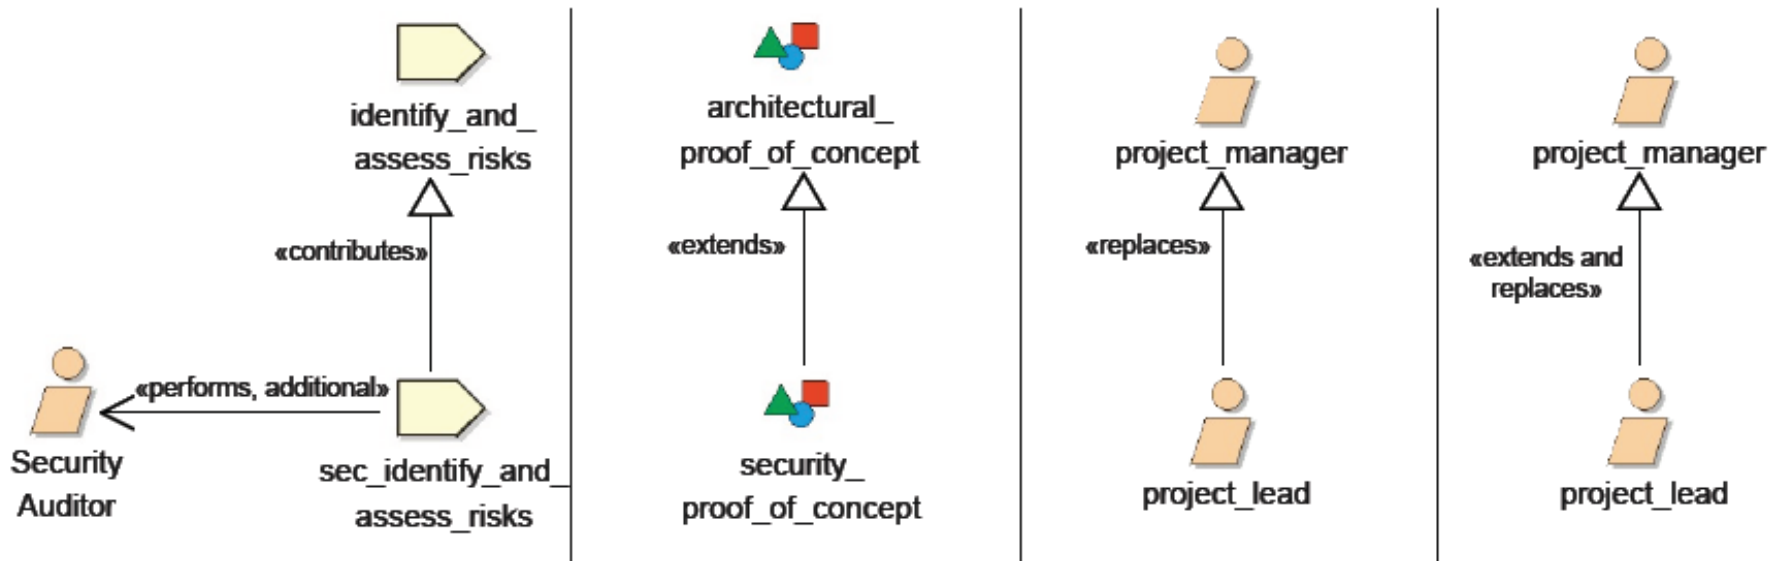 identify_and_
assess_risks
«contributes»
«performs, additional»
Security
Auditor
sec_identify_and_
assess_risks
architectural_
proof_of_concept
«extends»
security_
proof_of_concept
project_manager
«replaces»
project_lead
project_manager
«extends and
replaces»
project_lead